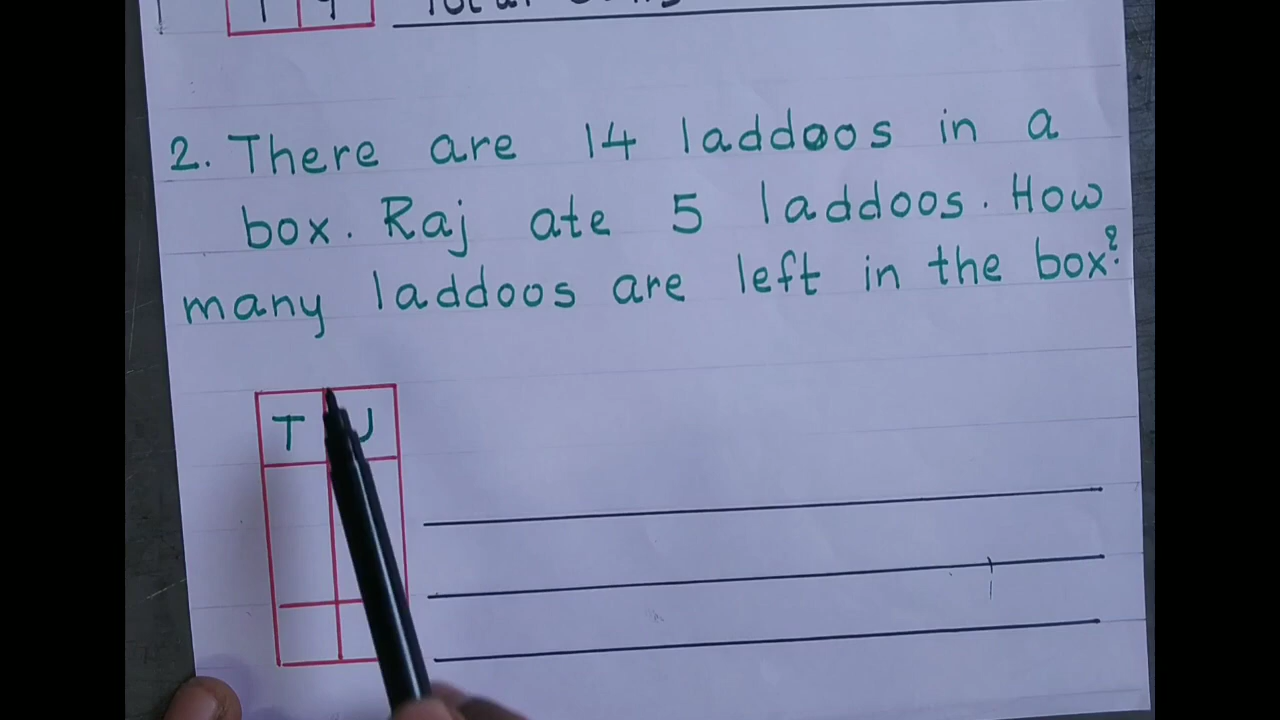 Total
2. There are 14 laddoos in a
box. Raj ate 5 laddoos. How
many laddoos are left in the box?
T U